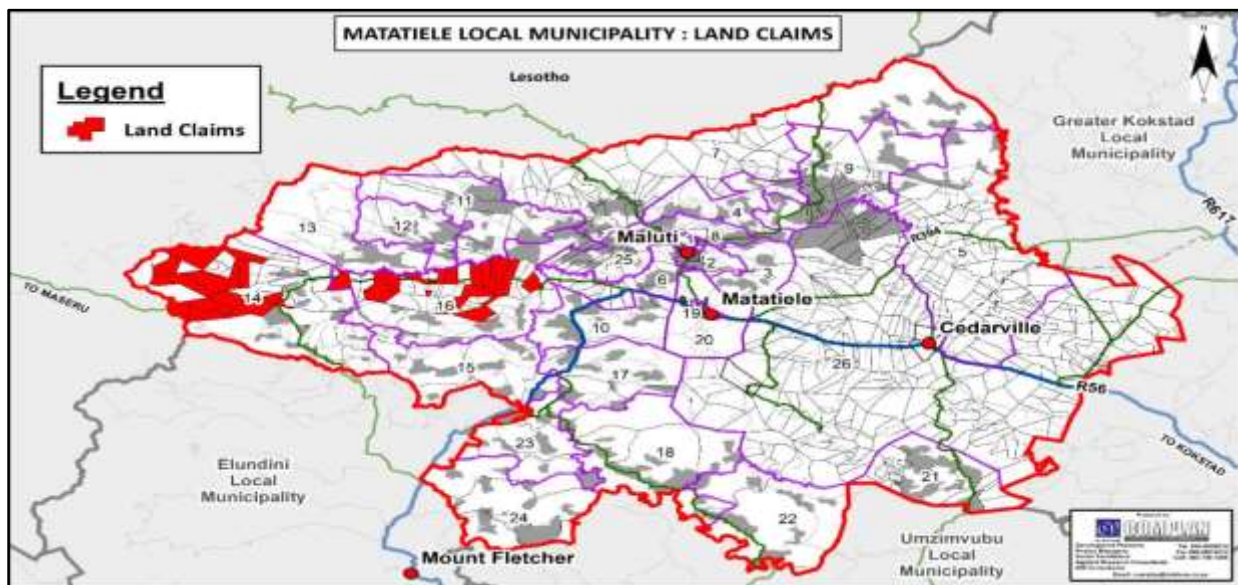 MATATIELE LOCAL MUNICIPALITY : LAND CLAIMS
Legend
Land Claims
Lesotho
Greater Kokstad
Local
Municipality
R617
7
9
11
4
12
13
Maluti
8
R394
5
25
2
3
TO MASERU
14
16
6
Matatiele
19
10
20
Cedarville
26
15
17
R56
TO KOKSTAD
23
18
21
Elundini
Local
Municipality
24
22
Mount Fletcher
Umzimvubu
Local
Municipality